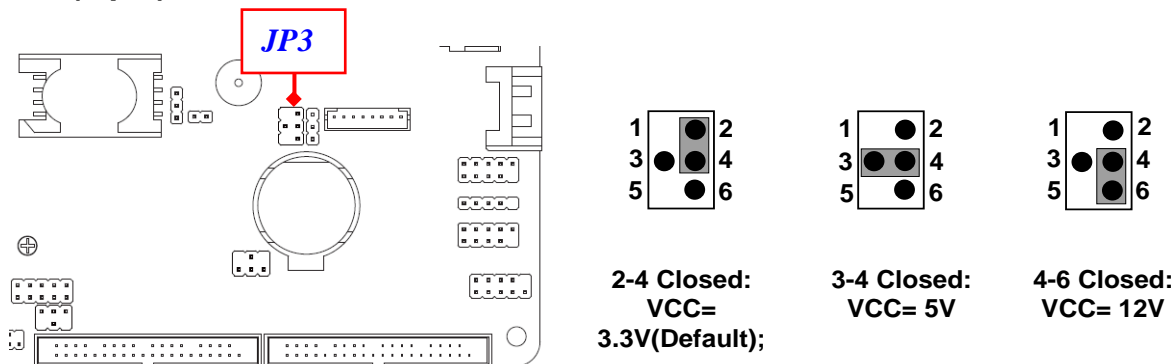 JP3
1 2
3 4
5 6
1 2
3 4
5 6
1 2
3 4
5 6
2-4 Closed:
VCC=
3.3V(Default);
3-4 Closed:
VCC= 5V
4-6 Closed:
VCC= 12V